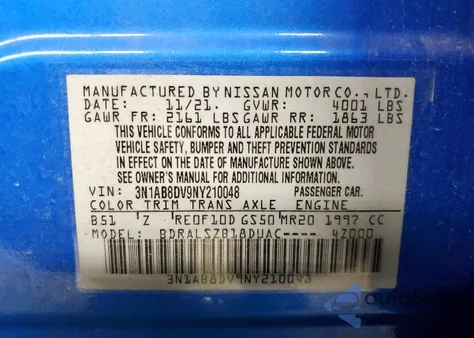 MANUFACTURED BY NISSAN MOTOR CO., LTD.
DATE: 11/21. GVWR: 4001 LBS
GAWR FR: 2161 LBS GAWR RR: 1863 LBS
THIS VEHICLE CONFORMS TO ALL APPLICABLE FEDERAL MOTOR
VEHICLE SAFETY, BUMPER AND THEFT PREVENTION STANDARDS
IN EFFECT ON THE DATE OF MANUFACTURE SHOWN ABOVE.
SEE OWNER'S MANUAL FOR ADDITIONAL INFORMATION.
VIN: 3N1AB8DV9NY210048 PASSENGER CAR.
COLOR TRIM TRANS AXLE ENGINE
B51 Z RE0F10D GS50 MR20 1997 CC
MODEL: BDRALSZB18DUAC---- 4Z000
3N1AB8DV9NY210048